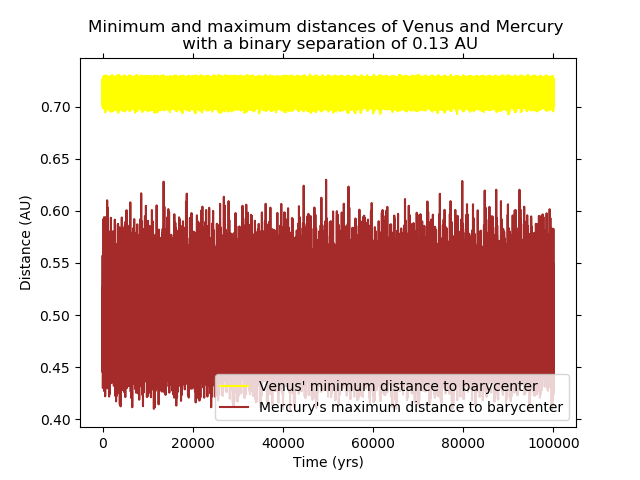 Minimum and maximum distances of Venus and Mercury
with a binary separation of 0.13 AU
0.70
0.65
0.60
0.55
0.50
0.45
0.40
Distance (AU)
Venus' minimum distance to barycenter
Mercury's maximum distance to barycenter
0 20000 40000 60000 80000 100000
Time (yrs)